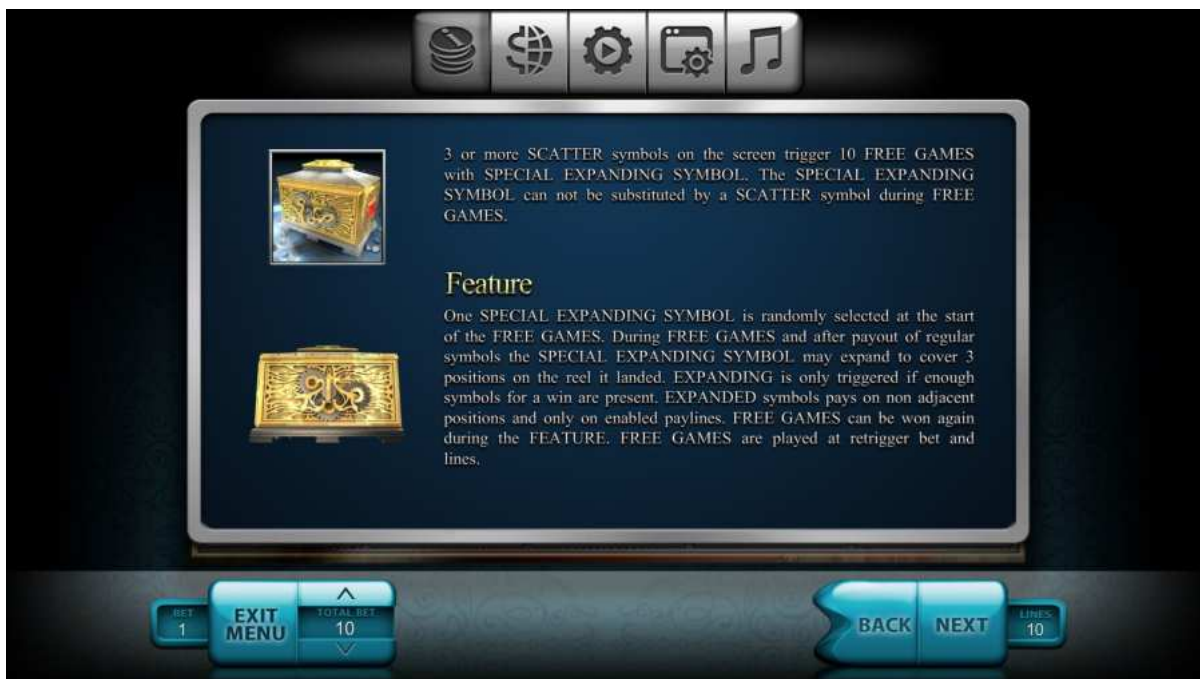 3 or more SCATTER symbols on the screen trigger 10 FREE GAMES
with SPECIAL EXPANDING SYMBOL. The SPECIAL EXPANDING
SYMBOL can not be substituted by a SCATTER symbol during FREE
GAMES.
Feature
One SPECIAL EXPANDING SYMBOL is randomly selected at the start
of the FREE GAMES. During FREE GAMES and after payout of regular
symbols the SPECIAL EXPANDING SYMBOL may expand to cover 3
positions on the reel it landed. EXPANDING is only triggered if enough
symbols for a win are present. EXPANDED symbols pays on non adjacent
positions and only on enabled paylines. FREE GAMES can be won again
during the FEATURE. FREE GAMES are played at retrigger bet and
lines.
BET
1
EXIT
MENU
TOTAL BET
10
BACK
NEXT
LINES
10